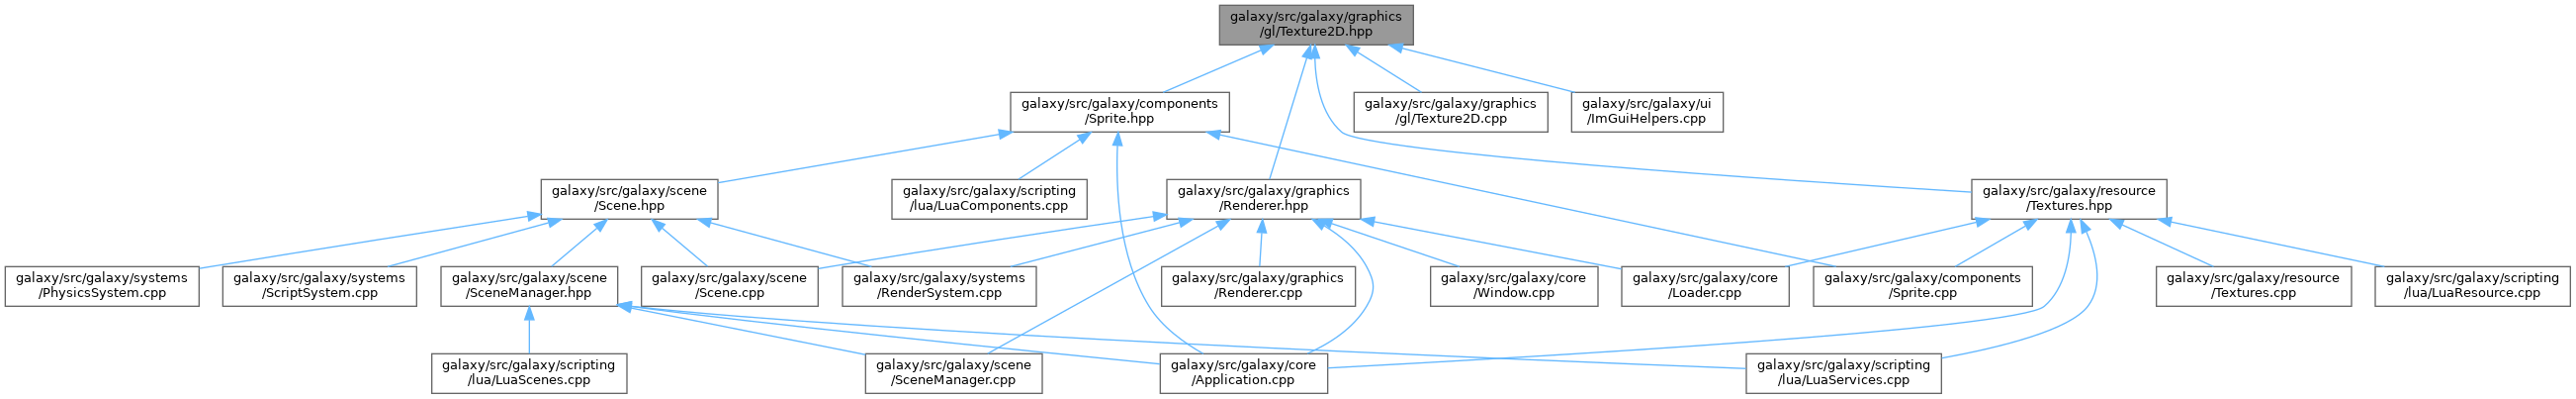 galaxy/src/galaxy/graphics
/gl/Texture2D.hpp
galaxy/src/galaxy/components
/Sprite.hpp
galaxy/src/galaxy/graphics
/gl/Texture2D.cpp
galaxy/src/galaxy/ui
/ImGuiHelpers.cpp
galaxy/src/galaxy/scene
/Scene.hpp
galaxy/src/galaxy/scripting
/lua/LuaComponents.cpp
galaxy/src/galaxy/graphics
/Renderer.hpp
galaxy/src/galaxy/resource
/Textures.hpp
galaxy/src/galaxy/systems
/PhysicsSystem.cpp
galaxy/src/galaxy/systems
/ScriptSystem.cpp
galaxy/src/galaxy/scene
/SceneManager.hpp
galaxy/src/galaxy/scene
/Scene.cpp
galaxy/src/galaxy/systems
/RenderSystem.cpp
galaxy/src/galaxy/graphics
/Renderer.cpp
galaxy/src/galaxy/core
/Window.cpp
galaxy/src/galaxy/core
/Loader.cpp
galaxy/src/galaxy/components
/Sprite.cpp
galaxy/src/galaxy/resource
/Textures.cpp
galaxy/src/galaxy/scripting
/lua/LuaResource.cpp
galaxy/src/galaxy/scripting
/lua/LuaScenes.cpp
galaxy/src/galaxy/scene
/SceneManager.cpp
galaxy/src/galaxy/core
/Application.cpp
galaxy/src/galaxy/scripting
/lua/LuaServices.cpp